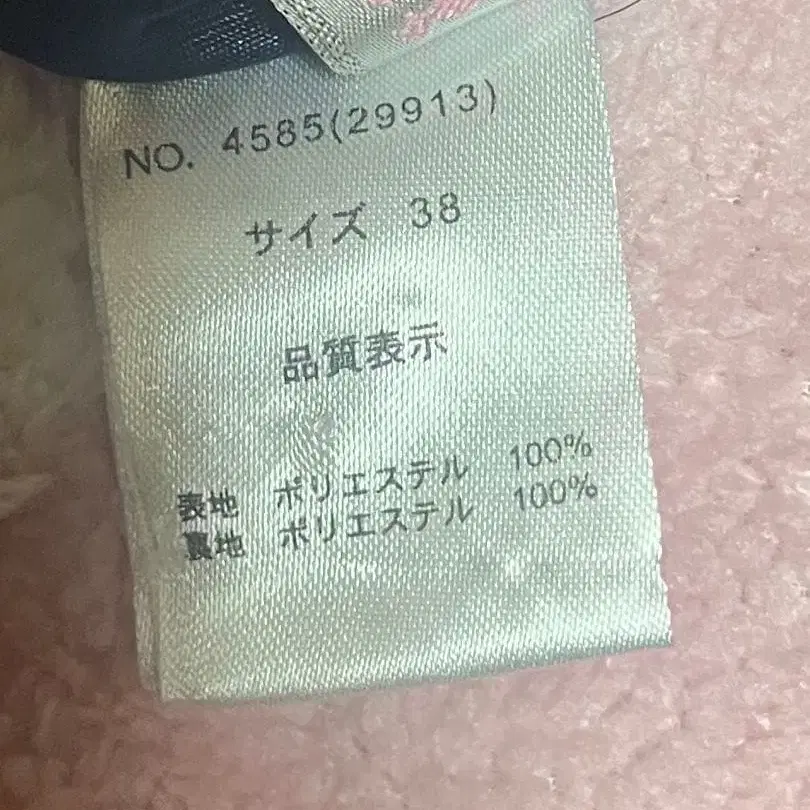 NO. 4585(29913)
サイズ 38
品質表示
表地 ポリエステル 100%
裏地 ポリエステル 100%